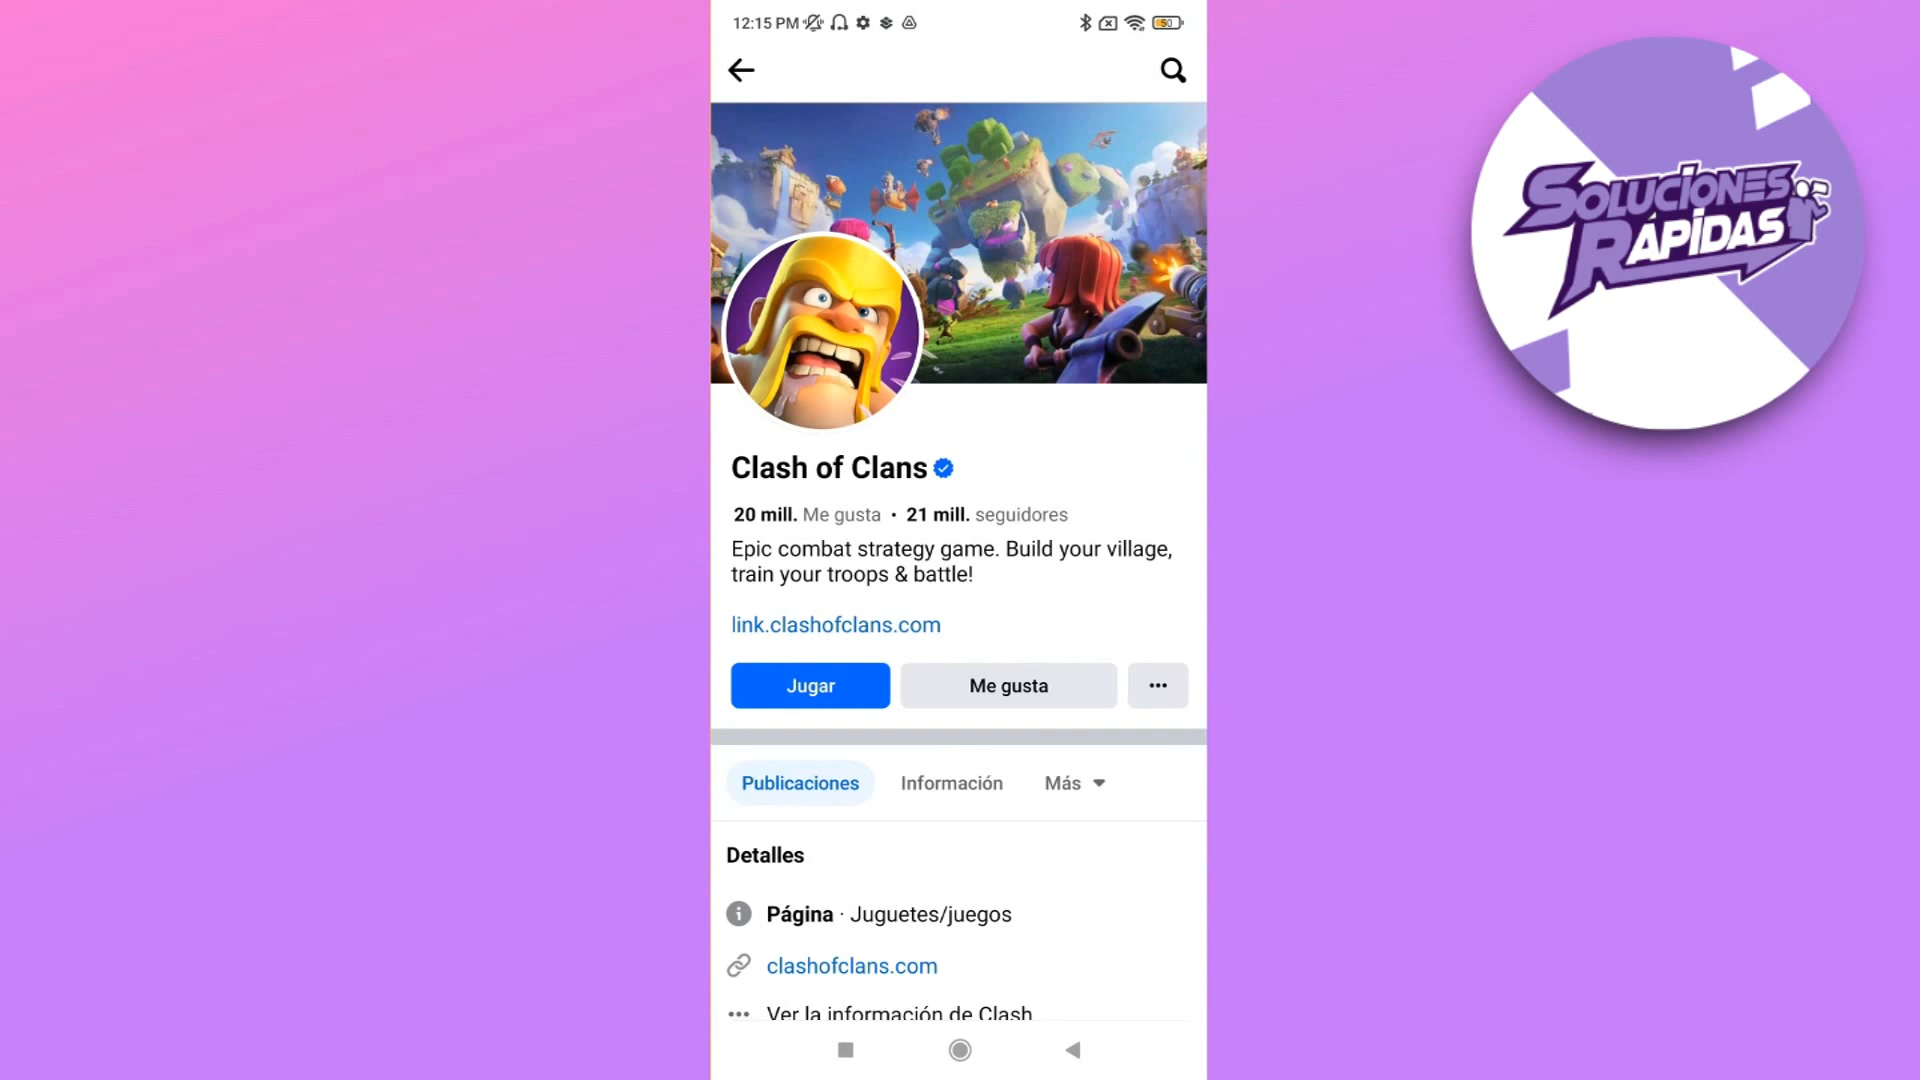 12:15 PM
50
SOLUCIONES
RÁPIDAS
Clash of Clans
20 mill. Me gusta • 21 mill. seguidores
Epic combat strategy game. Build your village,
train your troops & battle!
link.clashofclans.com
Jugar
Me gusta
Publicaciones
Información
Más
Detalles
Página · Juguetes/juegos
clashofclans.com
Ver la información de Clash